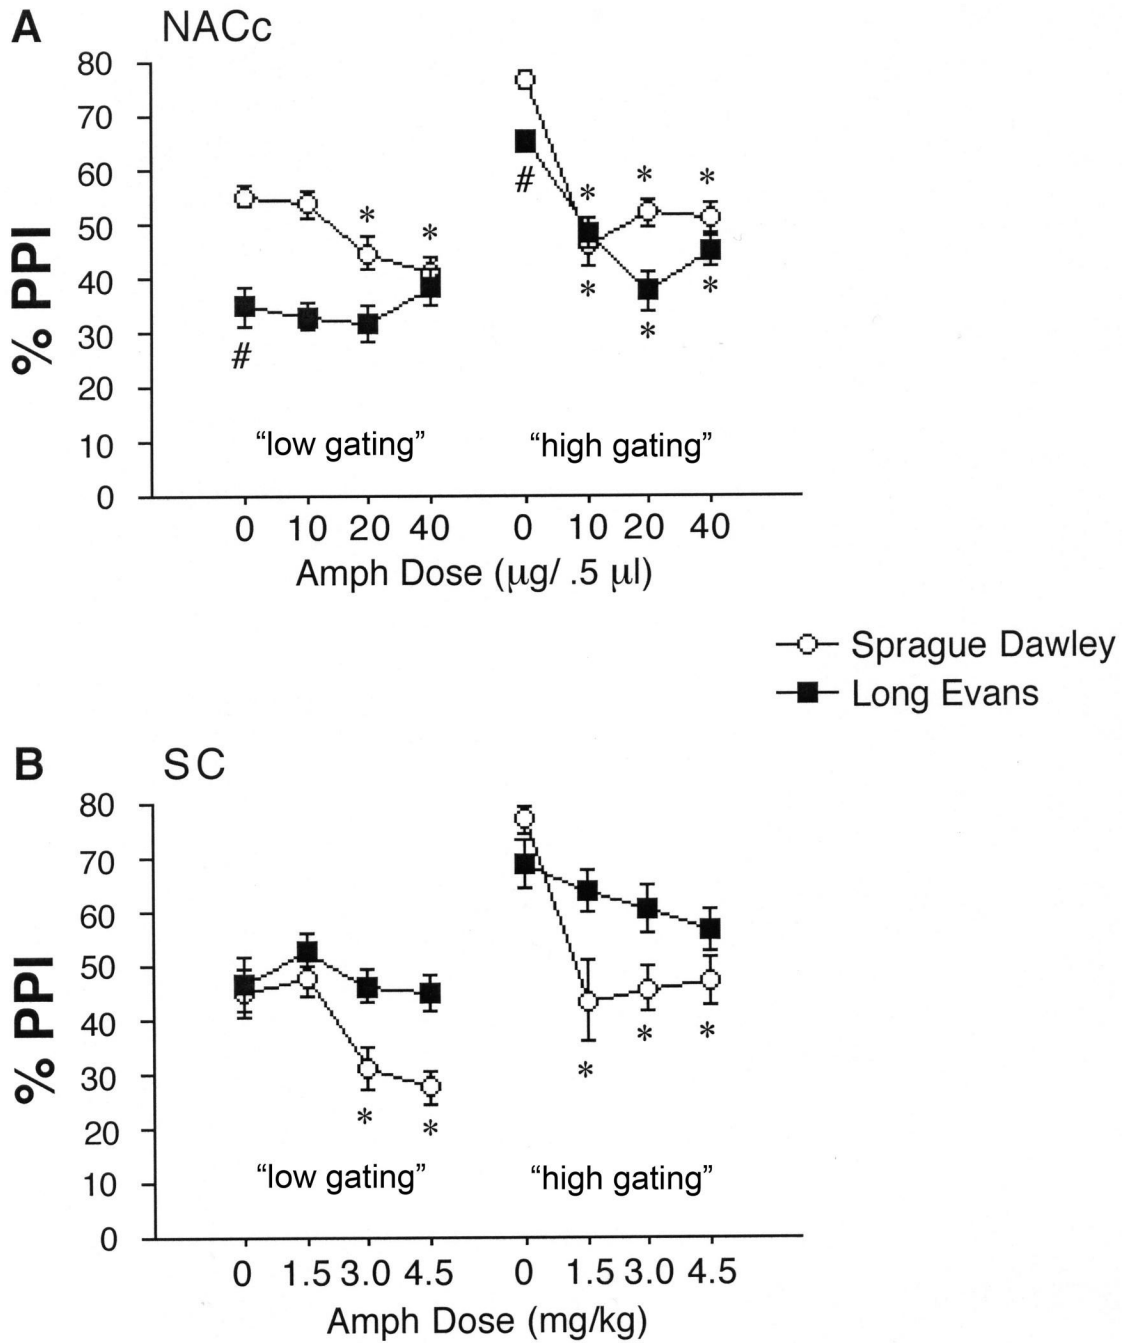 A NACc
80
70
60
50
40
30
20
10
0
% PPI
* * * * *
# # * * *
“low gating” “high gating”
0 10 20 40 0 10 20 40
Amph Dose (μg/ .5 μl)
Sprague Dawley
Long Evans
B SC
80
70
60
50
40
30
20
10
0
% PPI
* * * * *
“low gating” “high gating”
0 1.5 3.0 4.5 0 1.5 3.0 4.5
Amph Dose (mg/kg)